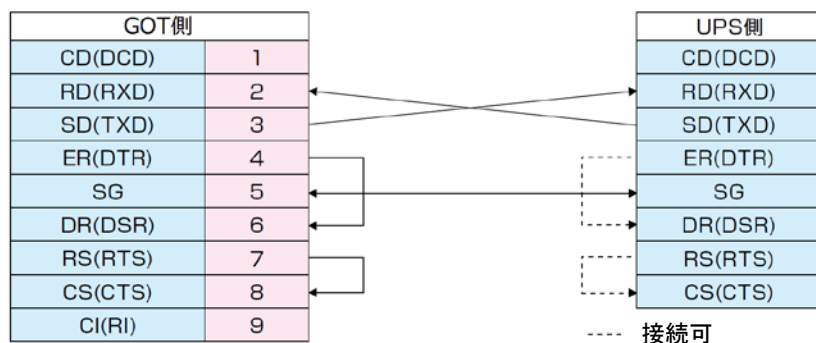 GOT側 UPS側
CD(DCD) 1 CD(DCD)
RD(RXD) 2 RD(RXD)
SD(TXD) 3 SD(TXD)
ER(DTR) 4 ER(DTR)
SG 5 SG
DR(DSR) 6 DR(DSR)
RS(RTS) 7 RS(RTS)
CS(CTS) 8 CS(CTS)
CI(RI) 9
接続可